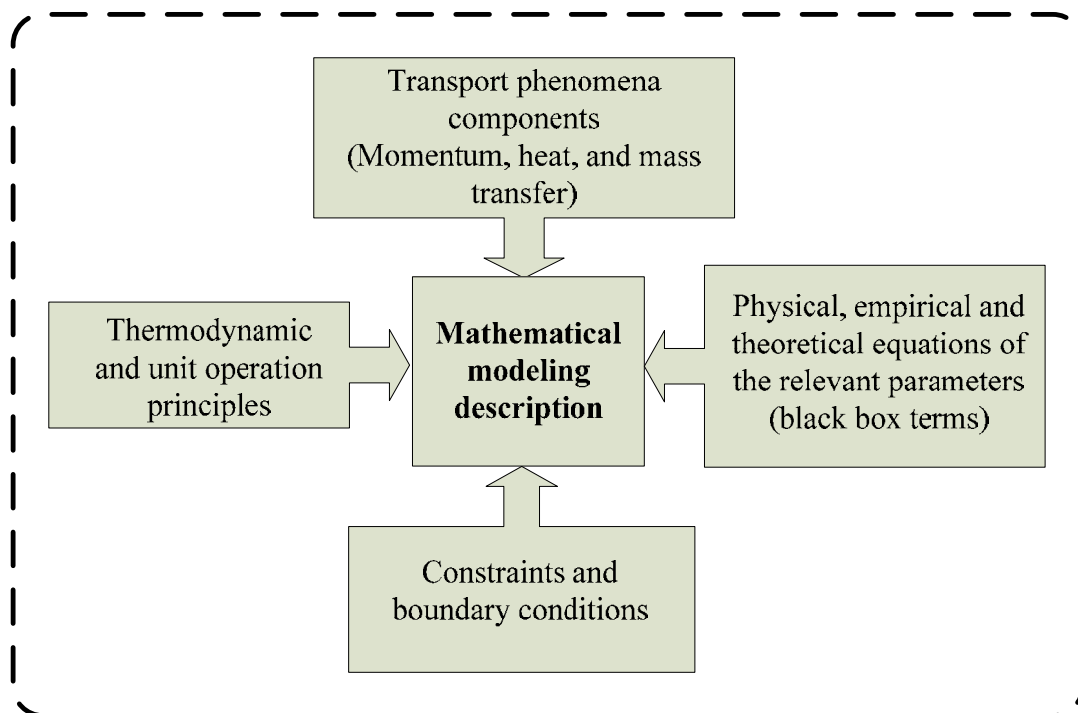 Transport phenomena
components
(Momentum, heat, and mass
transfer)
Thermodynamic
and unit operation
principles
Mathematical
modeling
description
Physical, empirical and
theoretical equations of
the relevant parameters
(black box terms)
Constraints and
boundary conditions